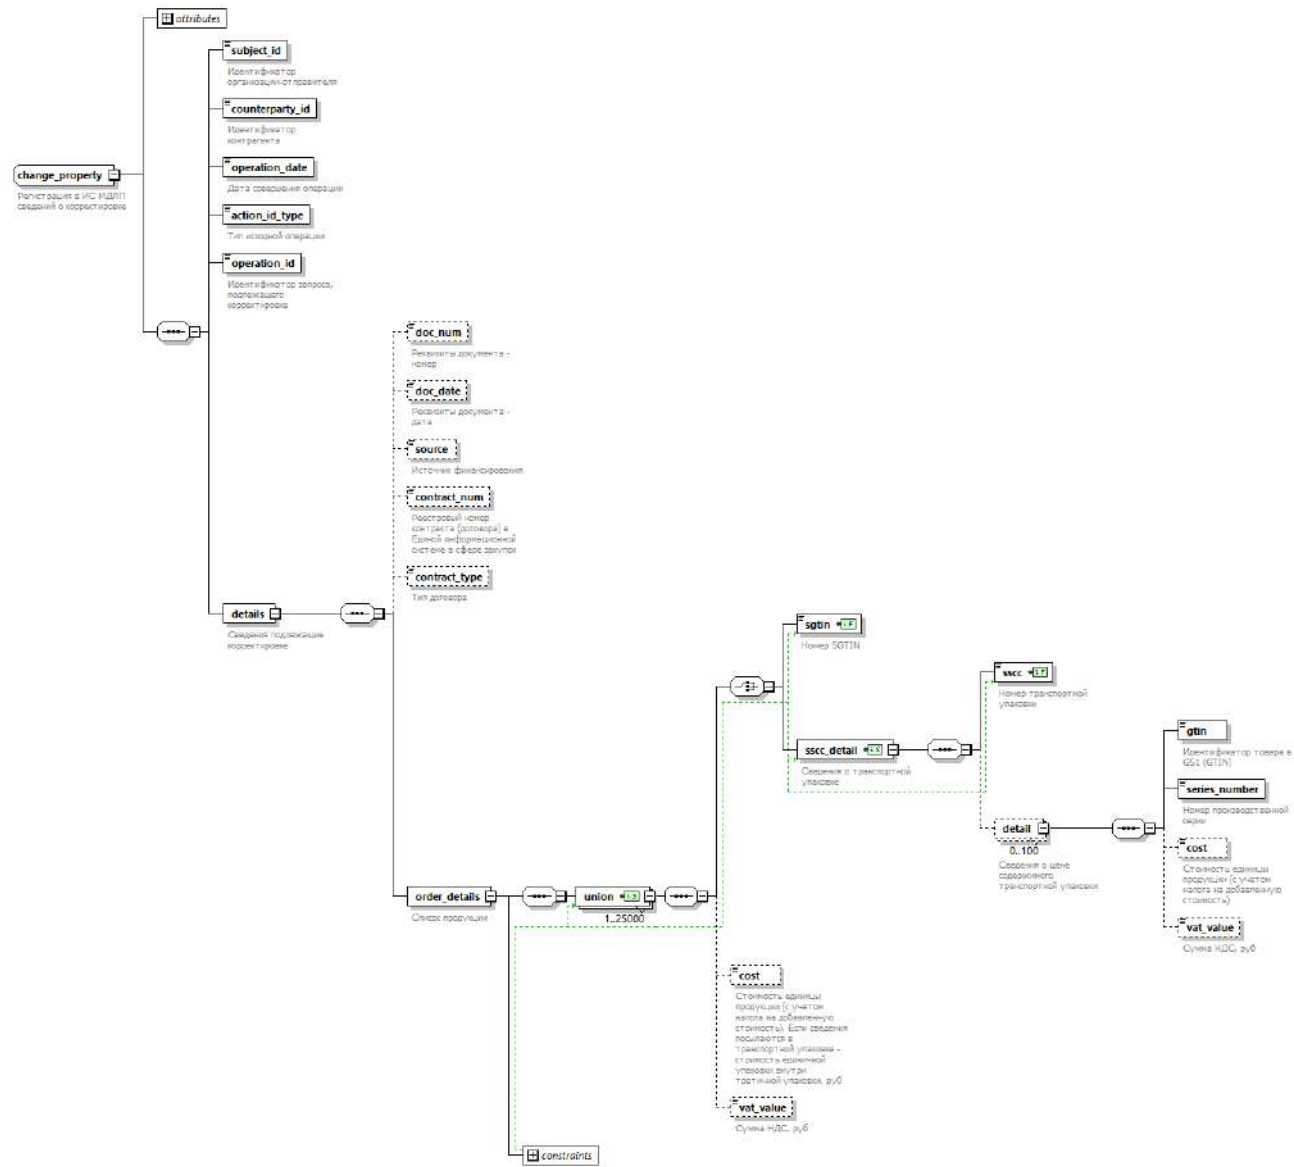 attributes
subject_id
Идентификатор
организации-отправителя
counterparty_id
Идентификатор
контрагента
change_property
Регистрация в ИС МДЛП
сведений о корректировке
operation_date
Дата совершения операции
action_id_type
Тип исходной операции
operation_id
Идентификатор запроса,
подлежащего
корректировке
doc_num
Реквизиты документа -
номер
doc_date
Реквизиты документа -
дата
source
Источник финансирования
contract_num
Реестровый номер
контракта (договора) в
Единой информационной
системе в сфере закупок
contract_type
Тип договора
details
Сведения подлежащие
корректировке
sgtin
Номер SGTIN
sscc
Номер транспортной
упаковки
sscc_detail
Сведения о транспортной
упаковке
gtin
Идентификатор товара в
GS1 (GTIN)
series_number
Номер производственной
серии
detail
0..100
Сведения о цене
содержимого
транспортной упаковки
cost
Стоимость единицы
продукции (с учетом
налога на добавленную
стоимость)
vat_value
Сумма НДС, руб
order_details
Список продукции
union
1..25000
cost
Стоимость единицы
продукции (с учетом
налога на добавленную
стоимость). Если сведения
посылаются в
транспортной упаковке -
стоимость единичной
упаковки внутри
третичной упаковки, руб
vat_value
Сумма НДС, руб
constraints